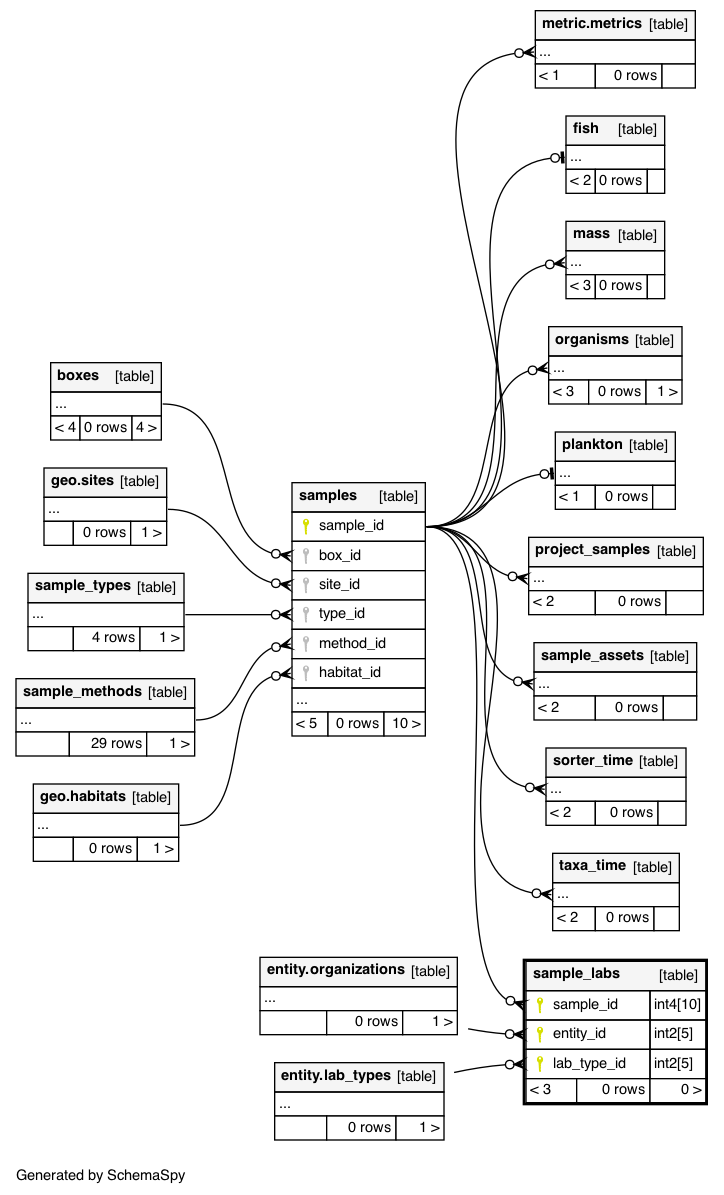 metric.metrics [table]
...
< 1 0 rows
fish [table]
...
< 2 0 rows
mass [table]
...
< 3 0 rows
organisms [table]
...
< 3 0 rows 1 >
plankton [table]
...
< 1 0 rows
project_samples [table]
...
< 2 0 rows
sample_assets [table]
...
< 2 0 rows
sorter_time [table]
...
< 2 0 rows
taxa_time [table]
...
< 2 0 rows
boxes [table]
...
< 4 0 rows 4 >
geo.sites [table]
...
0 rows 1 >
sample_types [table]
...
4 rows 1 >
sample_methods [table]
...
29 rows 1 >
geo.habitats [table]
...
0 rows 1 >
samples [table]
sample_id
box_id
site_id
type_id
method_id
habitat_id
...
< 5 0 rows 10 >
entity.organizations [table]
...
0 rows 1 >
entity.lab_types [table]
...
0 rows 1 >
sample_labs [table]
sample_id int4[10]
entity_id int2[5]
lab_type_id int2[5]
< 3 0 rows 0 >
Generated by SchemaSpy